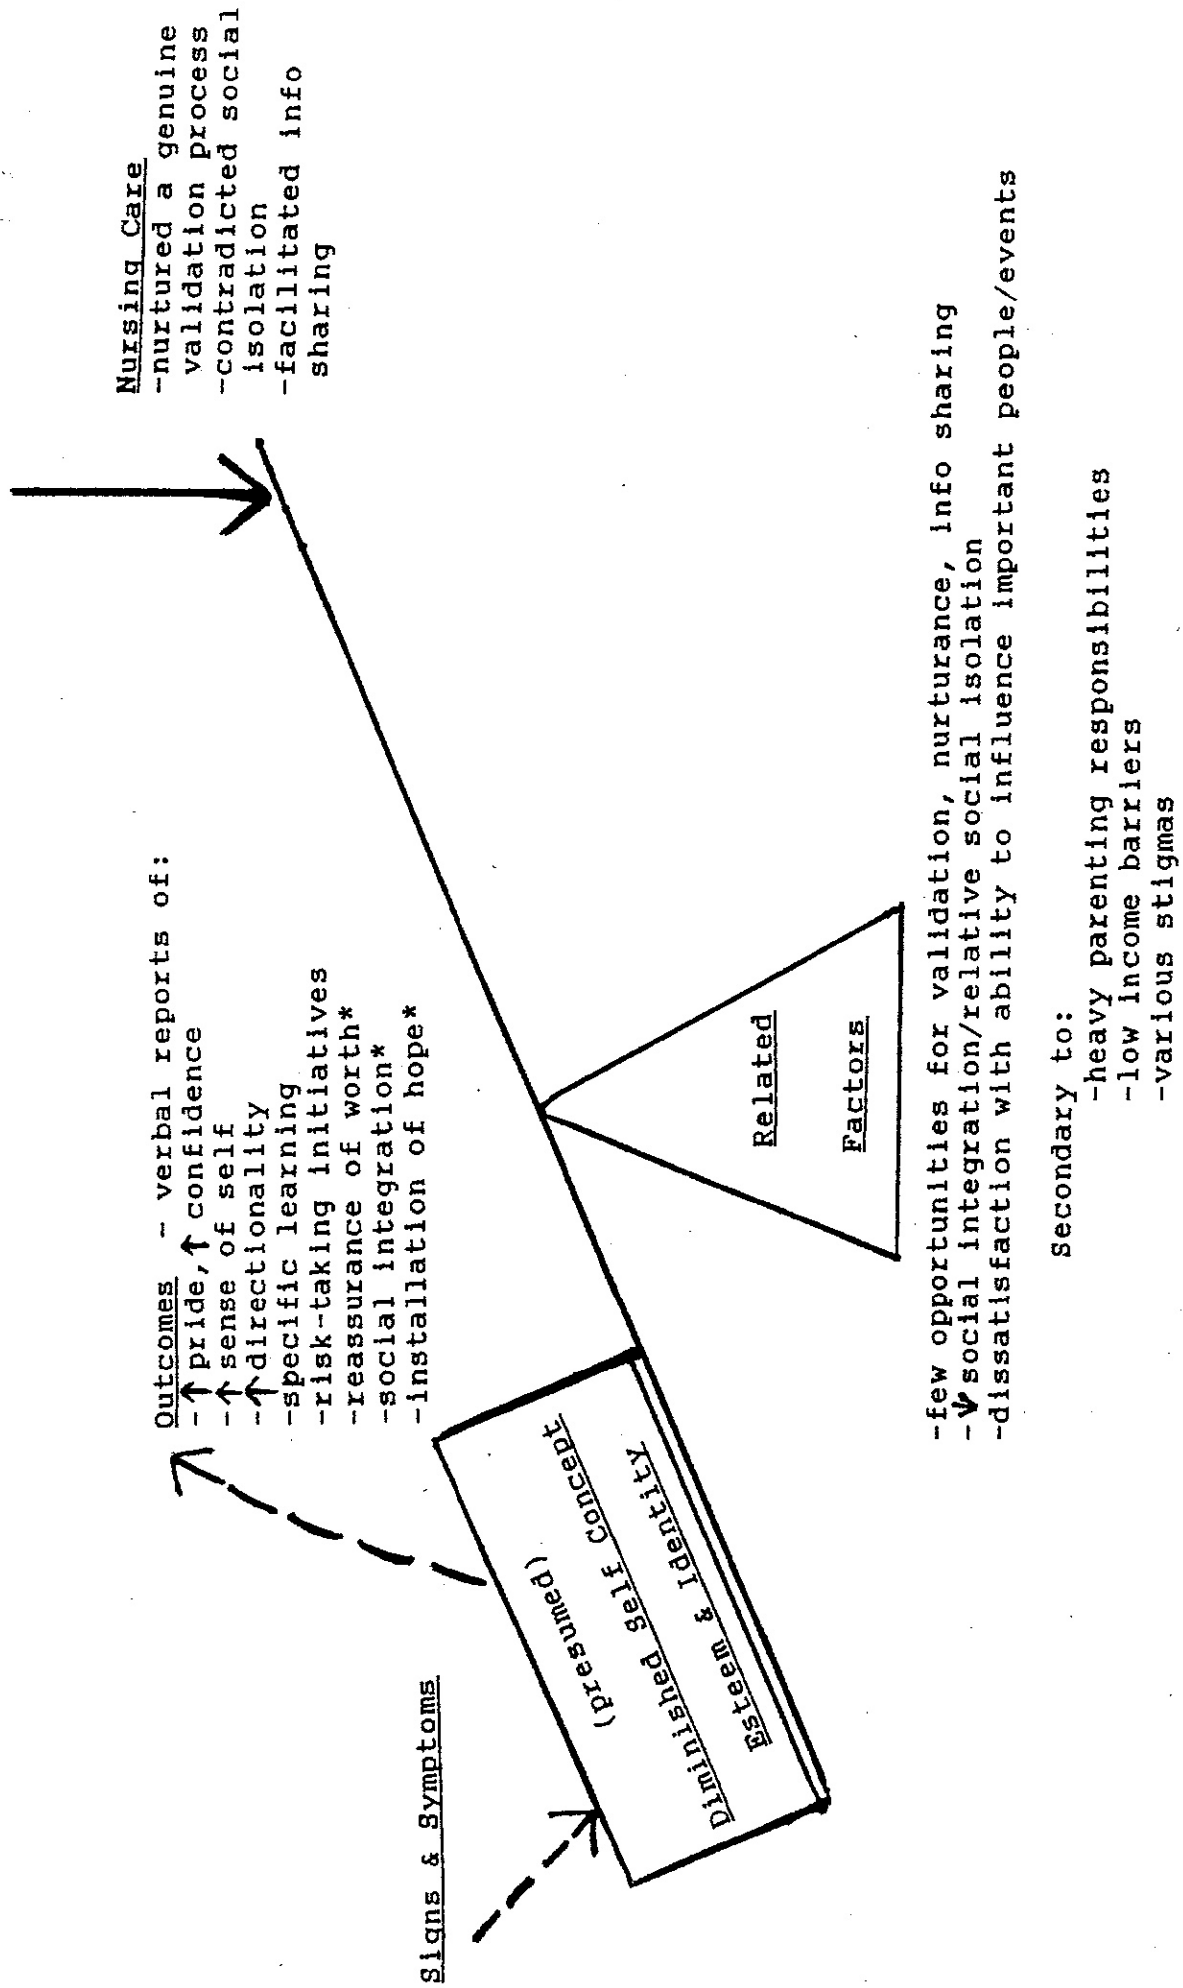 Signs & Symptoms
(presumed)
Diminished Self Concept
Esteem & Identity
Outcomes - verbal reports of:
-↑pride,↑confidence
-↑sense of self
-↑directionality
-specific learning
-risk-taking initiatives
-reassurance of worth*
-social integration*
-installation of hope*
Nursing Care
-nurtured a genuine
validation process
-contradicted social
isolation
-facilitated info
sharing
Related
Factors
-few opportunities for validation, nurturance, info sharing
-↓social integration/relative social isolation
-dissatisfaction with ability to influence important people/events
Secondary to:
-heavy parenting responsibilities
-low income barriers
-various stigmas